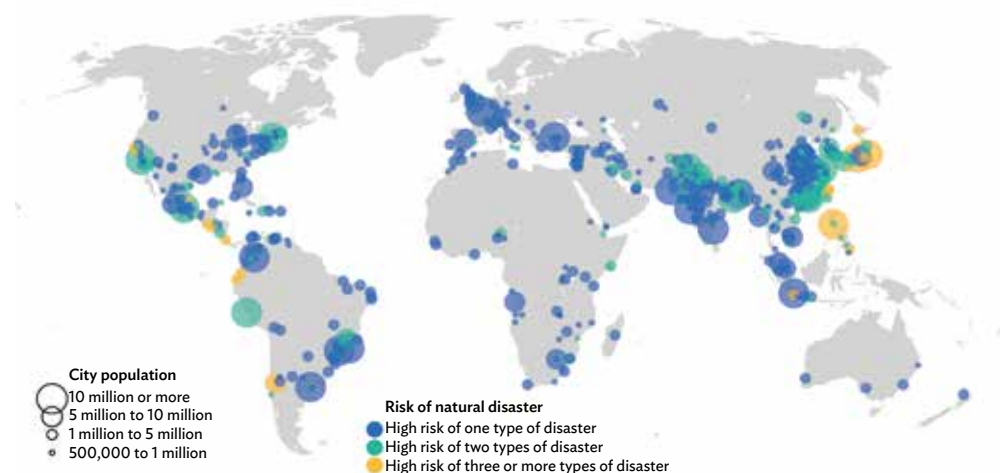 City population
10 million or more
5 million to 10 million
1 million to 5 million
500,000 to 1 million
Risk of natural disaster
High risk of one type of disaster
High risk of two types of disaster
High risk of three or more types of disaster